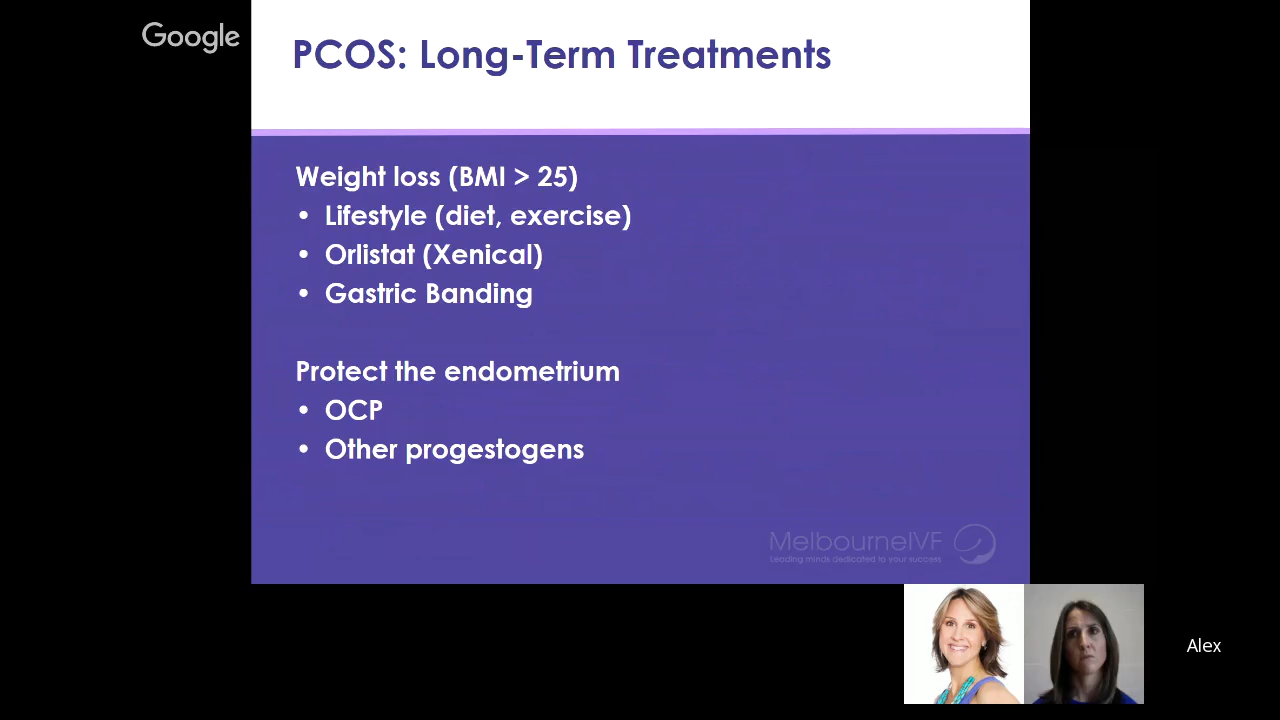 Google
PCOS: Long-Term Treatments
Weight loss (BMI > 25)
• Lifestyle (diet, exercise)
• Orlistat (Xenical)
• Gastric Banding
Protect the endometrium
• OCP
• Other progestogens
MelbourneIVF
Leading minds dedicated to your success
Alex